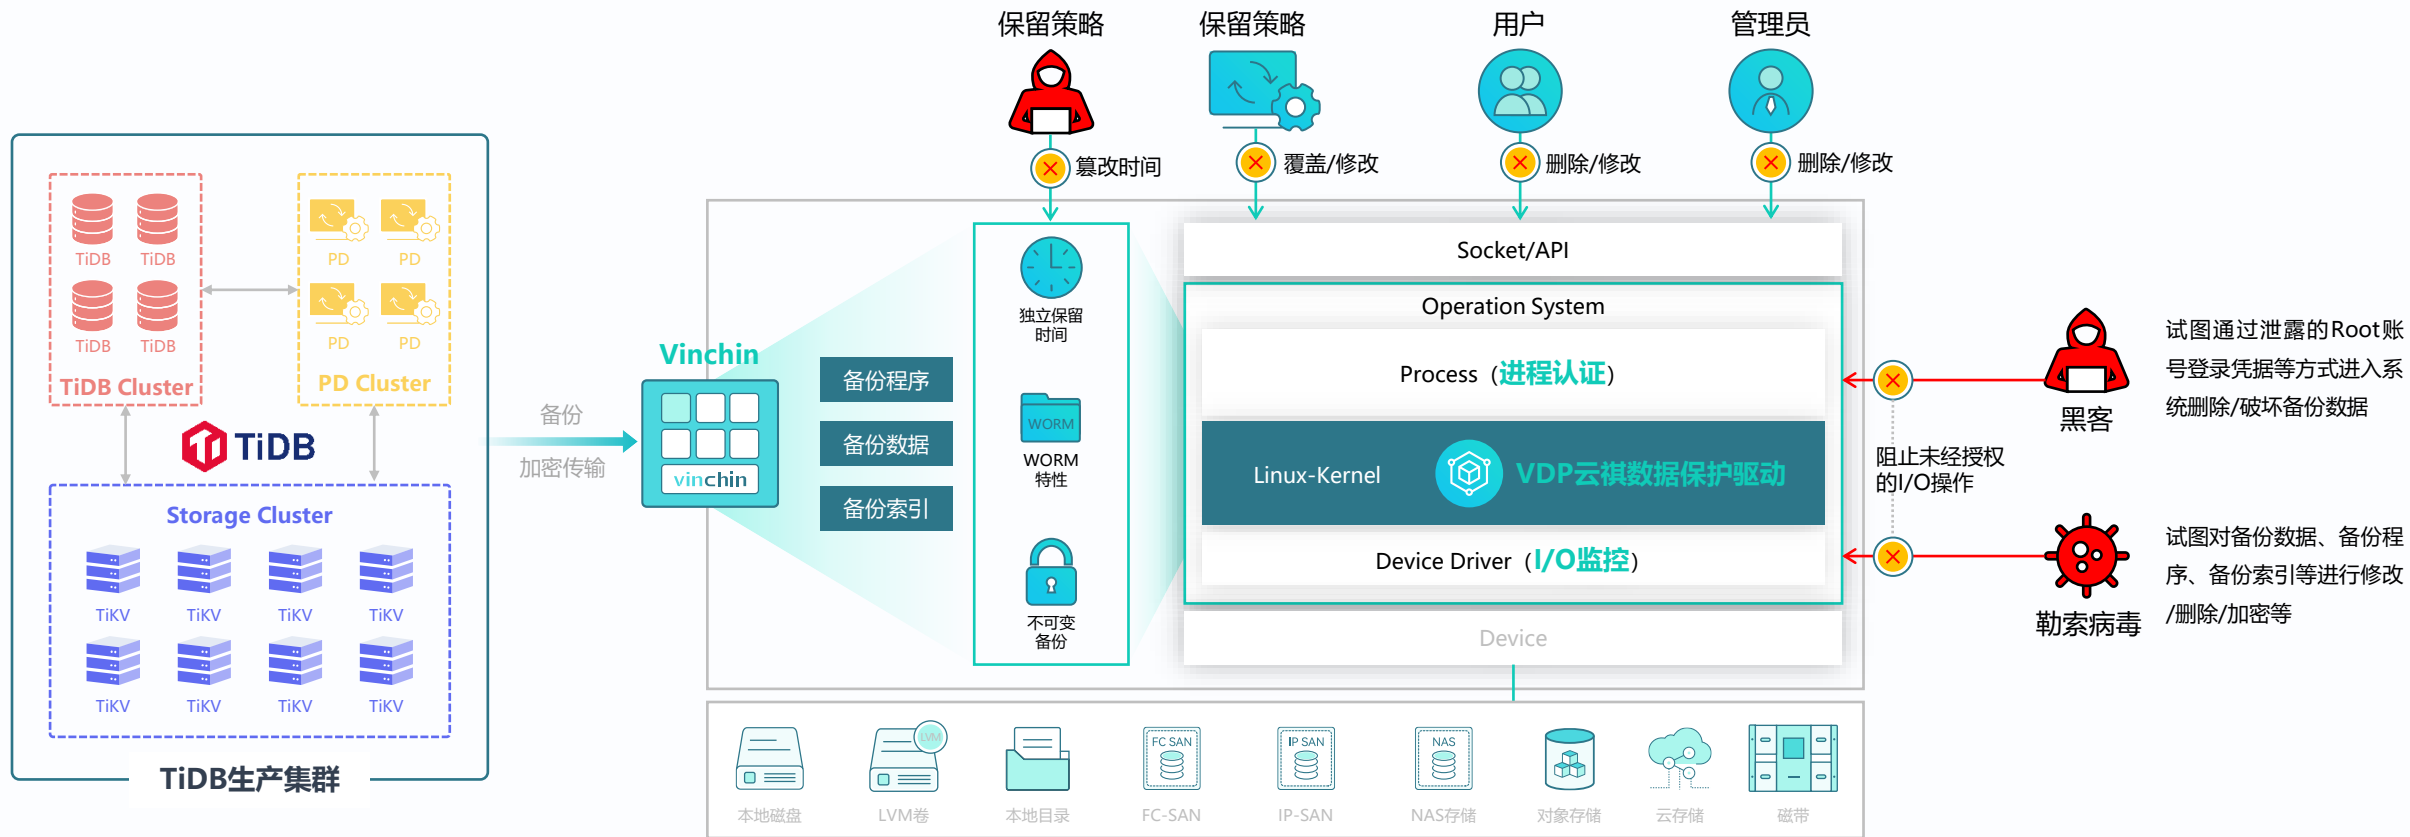 保留策略
保留策略
用户
管理员
篡改时间
覆盖/修改
删除/修改
删除/修改
TiDB
TiDB
TiDB
TiDB
TiDB Cluster
PD
PD
PD
PD
PD Cluster
TiDB
Storage Cluster
TiKV
TiKV
TiKV
TiKV
TiKV
TiKV
TiKV
TiKV
TiDB生产集群
备份
加密传输
Vinchin
vinchin
备份程序
备份数据
备份索引
独立保留
时间
WORM
WORM
特性
不可变
备份
Socket/API
Operation System
Process（进程认证）
Linux-Kernel
VDP云祺数据保护驱动
Device Driver（I/O监控）
Device
黑客
试图通过泄露的Root账
号登录凭据等方式进入系
统删除/破坏备份数据
阻止未经授权
的I/O操作
勒索病毒
试图对备份数据、备份程
序、备份索引等进行修改
/删除/加密等
LVM
FC SAN
IP SAN
NAS
本地磁盘
LVM卷
本地目录
FC-SAN
IP-SAN
NAS存储
对象存储
云存储
磁带